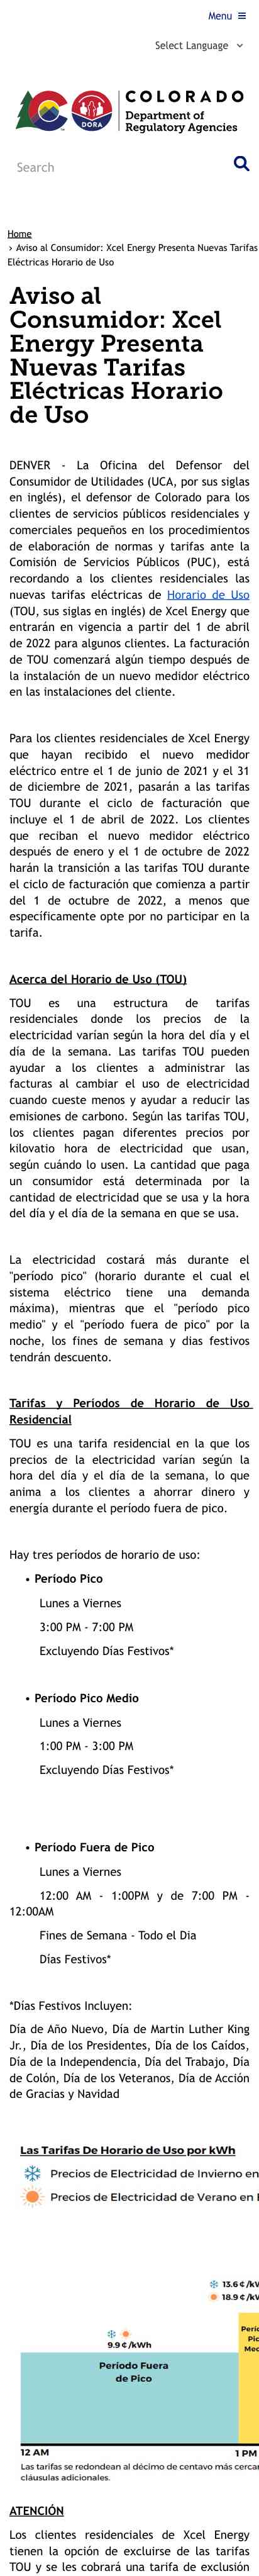 Menu
Select Language
COLORADO
Department of
Regulatory Agencies
DORA
Search
Home
› Aviso al Consumidor: Xcel Energy Presenta Nuevas Tarifas
Eléctricas Horario de Uso
Aviso al
Consumidor: Xcel
Energy Presenta
Nuevas Tarifas
Eléctricas Horario
de Uso
DENVER - La Oficina del Defensor del
Consumidor de Utilidades (UCA, por sus siglas
en inglés), el defensor de Colorado para los
clientes de servicios públicos residenciales y
comerciales pequeños en los procedimientos
de elaboración de normas y tarifas ante la
Comisión de Servicios Públicos (PUC), está
recordando a los clientes residenciales las
nuevas tarifas eléctricas de Horario de Uso
(TOU, sus siglas en inglés) de Xcel Energy que
entrarán en vigencia a partir del 1 de abril
de 2022 para algunos clientes. La facturación
de TOU comenzará algún tiempo después de
la instalación de un nuevo medidor eléctrico
en las instalaciones del cliente.
Para los clientes residenciales de Xcel Energy
que hayan recibido el nuevo medidor
eléctrico entre el 1 de junio de 2021 y el 31
de diciembre de 2021, pasarán a las tarifas
TOU durante el ciclo de facturación que
incluye el 1 de abril de 2022. Los clientes
que reciban el nuevo medidor eléctrico
después de enero y el 1 de octubre de 2022
harán la transición a las tarifas TOU durante
el ciclo de facturación que comienza a partir
del 1 de octubre de 2022, a menos que
específicamente opte por no participar en la
tarifa.
Acerca del Horario de Uso (TOU)
TOU es una estructura de tarifas
residenciales donde los precios de la
electricidad varían según la hora del día y el
día de la semana. Las tarifas TOU pueden
ayudar a los clientes a administrar las
facturas al cambiar el uso de electricidad
cuando cueste menos y ayudar a reducir las
emisiones de carbono. Según las tarifas TOU,
los clientes pagan diferentes precios por
kilovatio hora de electricidad que usan,
según cuándo lo usen. La cantidad que paga
un consumidor está determinada por la
cantidad de electricidad que se usa y la hora
del día y el día de la semana en que se usa.
La electricidad costará más durante el
"período pico" (horario durante el cual el
sistema eléctrico tiene una demanda
máxima), mientras que el "período pico
medio" y el "período fuera de pico" por la
noche, los fines de semana y dias festivos
tendrán descuento.
Tarifas y Períodos de Horario de Uso
Residencial
TOU es una tarifa residencial en la que los
precios de la electricidad varían según la
hora del día y el día de la semana, lo que
anima a los clientes a ahorrar dinero y
energía durante el período fuera de pico.
Hay tres períodos de horario de uso:
• Período Pico
Lunes a Viernes
3:00 PM - 7:00 PM
Excluyendo Días Festivos*
• Período Pico Medio
Lunes a Viernes
1:00 PM - 3:00 PM
Excluyendo Días Festivos*
• Período Fuera de Pico
Lunes a Viernes
12:00 AM - 1:00PM y de 7:00 PM -
12:00AM
Fines de Semana - Todo el Dia
Días Festivos*
*Días Festivos Incluyen:
Día de Año Nuevo, Día de Martin Luther King
Jr., Día de los Presidentes, Día de los Caídos,
Día de la Independencia, Día del Trabajo, Día
de Colón, Día de los Veteranos, Día de Acción
de Gracias y Navidad
Las Tarifas De Horario de Uso por kWh
Precios de Electricidad de Invierno en
Precios de Electricidad de Verano en
13.6 ¢/kW
18.9 ¢/kW
9.9 ¢/kWh
Período Fuera
de Pico
12 AM
1 PM
Las tarifas se redondean al décimo de centavo más
cláusulas adicionales.
ATENCIÓN
Los clientes residenciales de Xcel Energy
tienen la opción de excluirse de las tarifas
TOU y se les cobrará una tarifa de exclusión